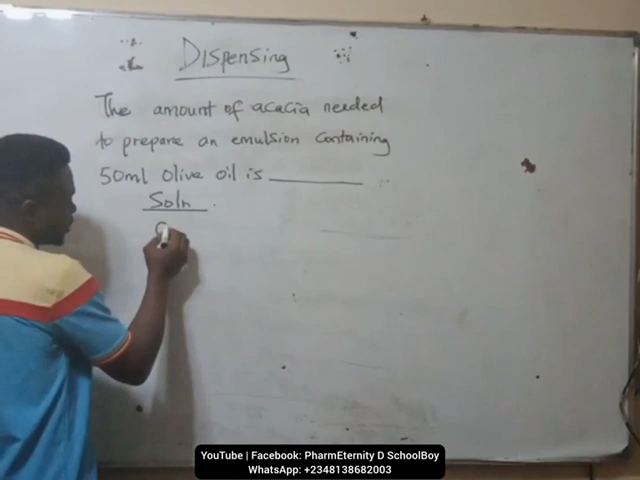 Dispensing
The amount of acacia needed
to prepare an emulsion containing
50ml Olive oil is ________
Soln
YouTube | Facebook: PharmEternity D SchoolBoy
WhatsApp: +2348138682003